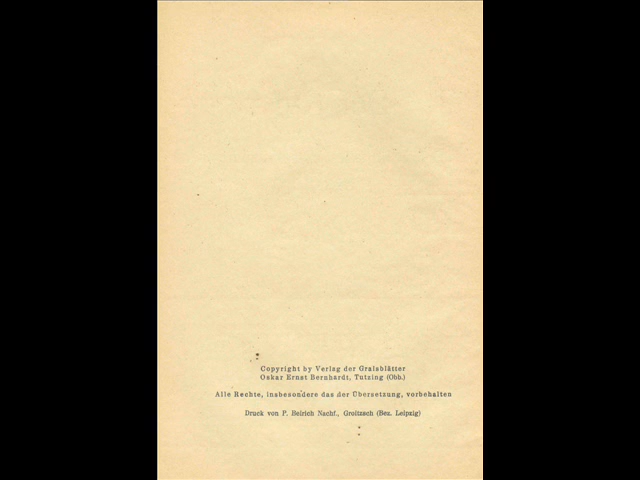 Copyright by Verlag der Gralsblätter
Oskar Ernst Bernhardt, Tutzing (Obb.)
Alle Rechte, insbesondere das der Übersetzung, vorbehalten
Druck von P. Beirich Nachf., Groitzsch (Bez. Leipzig)